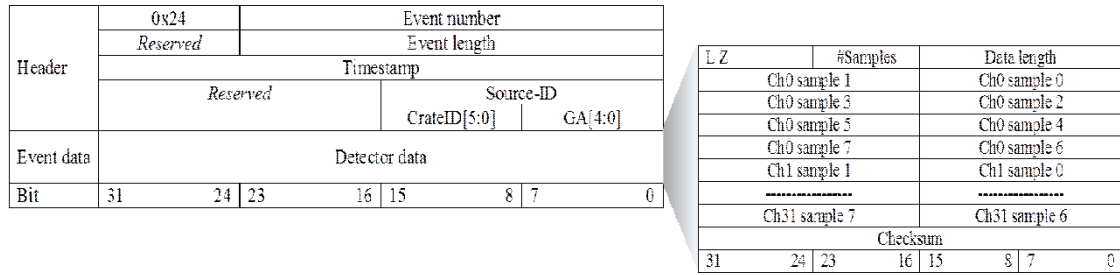 0x24 Event number
Reserved Event length
Header Timestamp
Reserved Source-ID
CrateID[5:0] GA[4:0]
Event data Detector data
Bit 31 24 23 16 15 8 7 0
L Z #Samples Data length
Ch0 sample 1 Ch0 sample 0
Ch0 sample 3 Ch0 sample 2
Ch0 sample 5 Ch0 sample 4
Ch0 sample 7 Ch0 sample 6
Ch1 sample 1 Ch1 sample 0
----------------- -----------------
Ch31 sample 7 Ch31 sample 6
Checksum
31 24 23 16 15 8 7 0